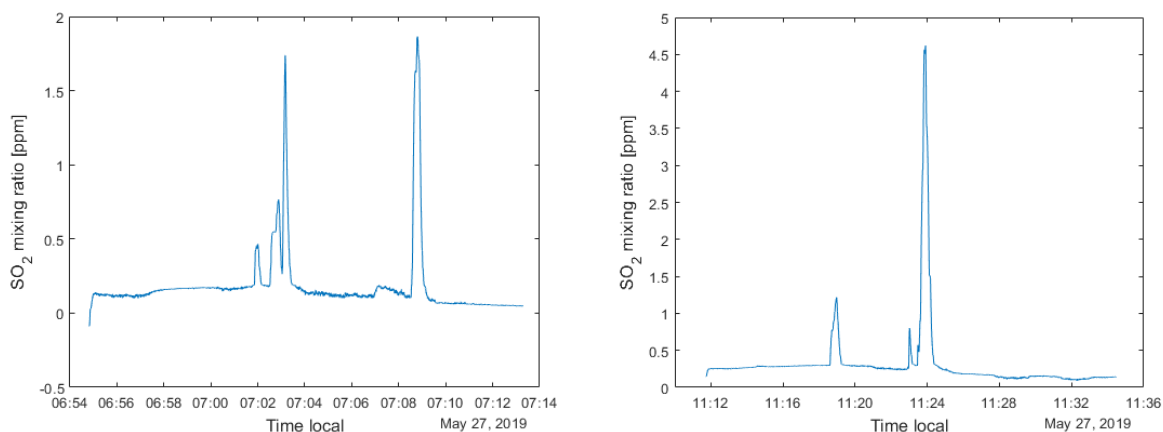 2
1.5
1
0.5
0
-0.5
SO2 mixing ratio [ppm]
06:54 06:56 06:58 07:00 07:02 07:04 07:06 07:08 07:10 07:12 07:14
Time local
May 27, 2019
5
4.5
4
3.5
3
2.5
2
1.5
1
0.5
0
SO2 mixing ratio [ppm]
11:12 11:16 11:20 11:24 11:28 11:32 11:36
Time local
May 27, 2019